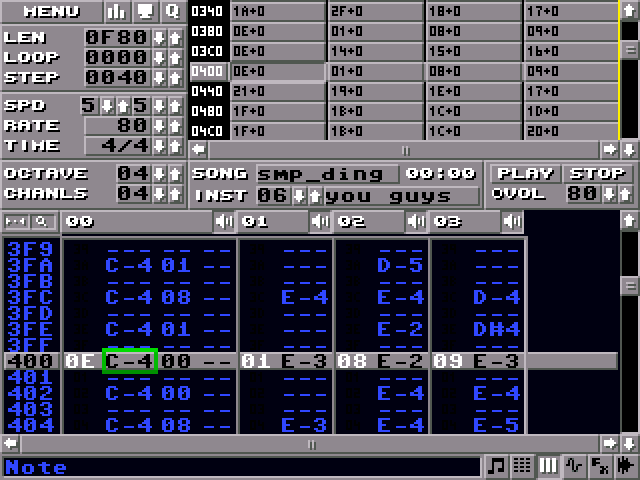 MENU Q 0340 1A+0 2F+0 18+0 17+0
LEN 0F80 0380 0E+0 01+0 08+0 09+0
LOOP 0000 03C0 0E+0 14+0 15+0 16+0
STEP 0040 0400 0E+0 01+0 08+0 09+0
SPD 5 5 0440 21+0 19+0 1E+0 17+0
RATE 80 0480 1F+0 1B+0 1C+0 1D+0
TIME 4/4 04C0 1F+0 1B+0 1C+0 20+0
OCTAVE 04 SONG smp_ding 00:00 PLAY STOP
CHANLS 04 INST 06 you guys OVOL 80
00 01 02 03
3F9 --- -- -- --- --- ---
3FA C-4 01 -- --- D-5 ---
3FB --- -- -- --- --- ---
3FC C-4 08 -- E-4 E-4 D-4
3FD --- -- -- --- --- ---
3FE C-4 01 -- --- E-2 D#4
3FF --- -- -- --- --- ---
400 0E C-4 00 -- 01 E-3 08 E-2 09 E-3
401 --- -- -- --- --- ---
402 C-4 00 -- --- E-4 E-4
403 --- -- -- --- --- ---
404 C-4 08 -- E-3 E-4 E-5
Note